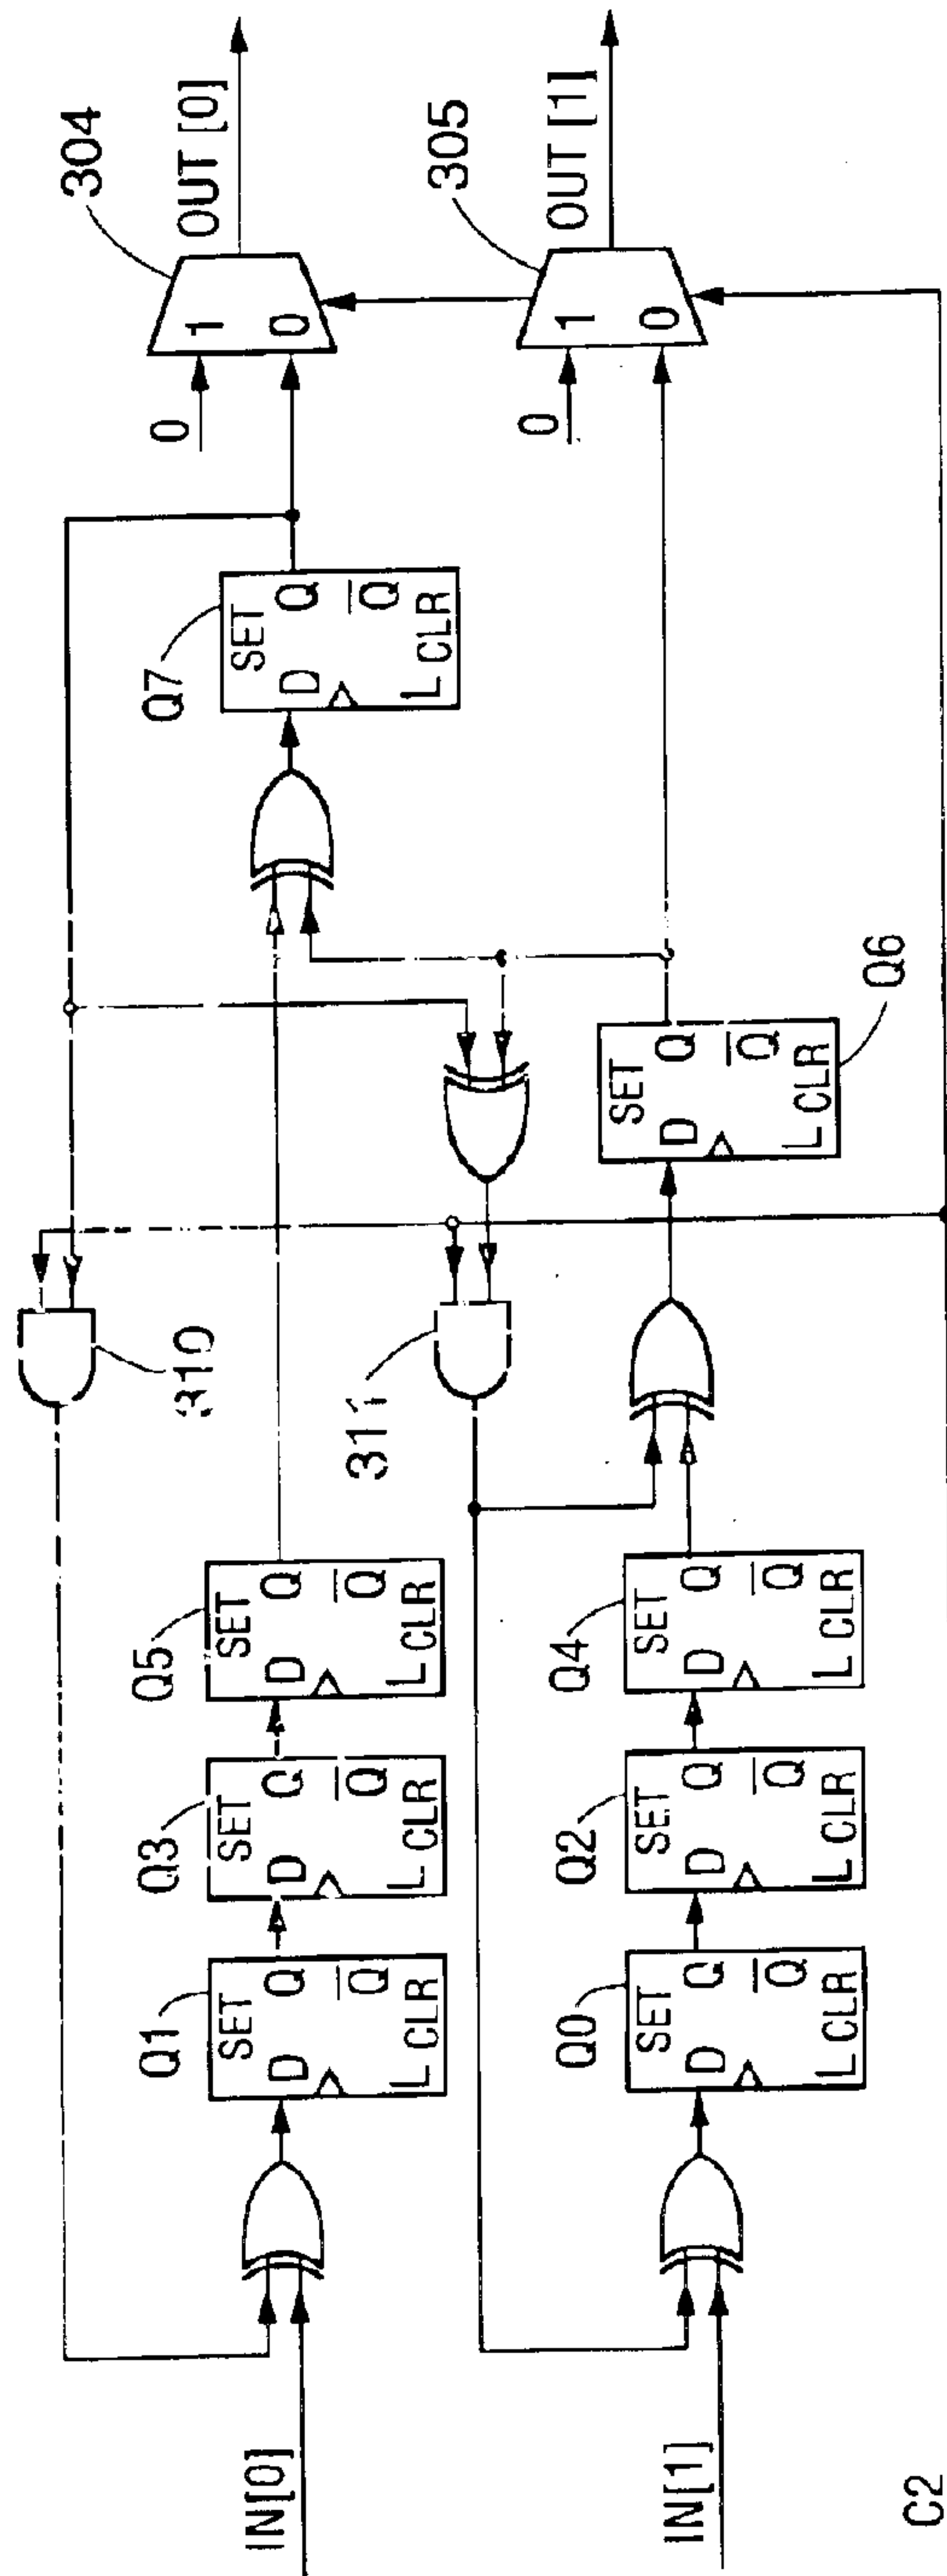 310
304
OUT [0]
0
1
0
IN[0]
Q1
SET
D Q
Q̅
L CLR
Q3
SET
D Q
Q̅
L CLR
Q5
SET
D Q
Q̅
L CLR
Q7
SET
D Q
Q̅
L CLR
311
305
OUT [1]
0
1
0
IN[1]
Q0
SET
D Q
Q̅
L CLR
Q2
SET
D Q
Q̅
L CLR
Q4
SET
D Q
Q̅
L CLR
SET
D Q
Q̅
L CLR
Q6
C2